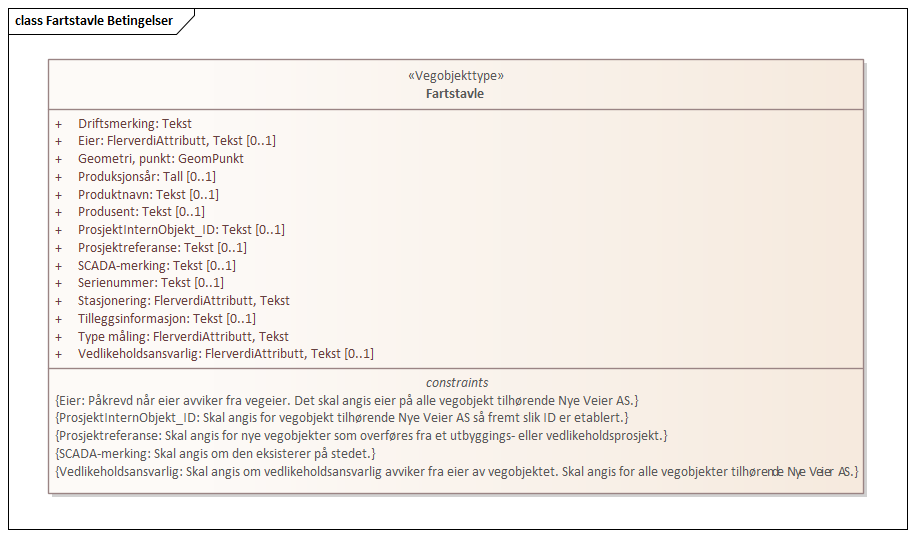 class Fartstavle Betingelser
«Vegobjekttype»
Fartstavle
+ Driftsmerking: Tekst
+ Eier: FlerverdiAttributt, Tekst [0..1]
+ Geometri, punkt: GeomPunkt
+ Produksjonsår: Tall [0..1]
+ Produktnavn: Tekst [0..1]
+ Produsent: Tekst [0..1]
+ ProsjektInternObjekt_ID: Tekst [0..1]
+ Prosjektreferanse: Tekst [0..1]
+ SCADA-merking: Tekst [0..1]
+ Serienummer: Tekst [0..1]
+ Stasjonering: FlerverdiAttributt, Tekst
+ Tilleggsinformasjon: Tekst [0..1]
+ Type måling: FlerverdiAttributt, Tekst
+ Vedlikeholdsansvarlig: FlerverdiAttributt, Tekst [0..1]
constraints
{Eier: Påkrevd når eier avviker fra vegeier. Det skal angis eier på alle vegobjekt tilhørende Nye Veier AS.}
{ProsjektInternObjekt_ID: Skal angis for vegobjekt tilhørende Nye Veier AS så fremt slik ID er etablert.}
{Prosjektreferanse: Skal angis for nye vegobjekter som overføres fra et utbyggings- eller vedlikeholdsprosjekt.}
{SCADA-merking: Skal angis om den eksisterer på stedet.}
{Vedlikeholdsansvarlig: Skal angis om vedlikeholdsansvarlig avviker fra eier av vegobjektet. Skal angis for alle vegobjekter tilhørende Nye Veier AS.}